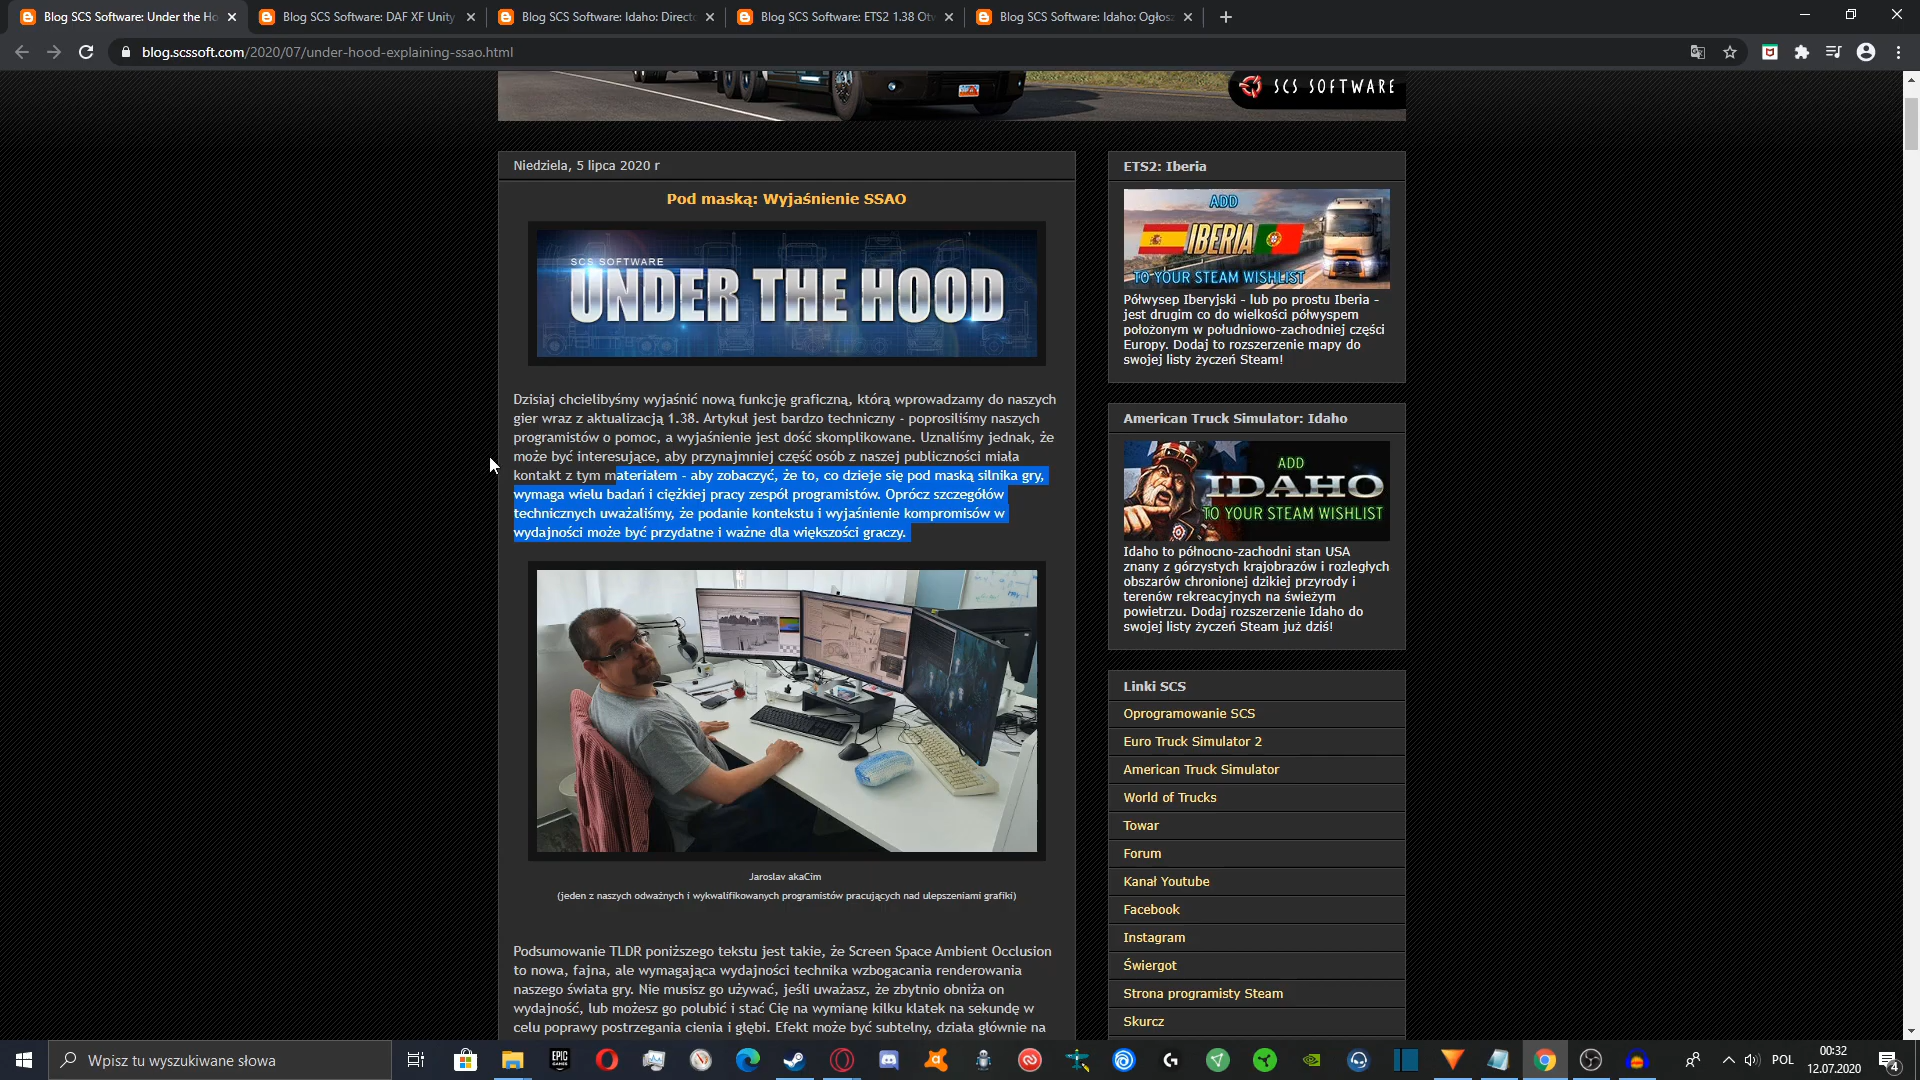 Blog SCS Software: Under the Ho
Blog SCS Software: DAF XF Unity
Blog SCS Software: Idaho: Directo
Blog SCS Software: ETS2 1.38 Otw
Blog SCS Software: Idaho: Ogłosz
blog.scssoft.com/2020/07/under-hood-explaining-ssao.html
SCS SOFTWARE
Niedziela, 5 lipca 2020 r
Pod maską: Wyjaśnienie SSAO
SCS SOFTWARE
UNDER THE HOOD
Dzisiaj chcielibyśmy wyjaśnić nową funkcję graficzną, którą wprowadzamy do naszych
gier wraz z aktualizacją 1.38. Artykuł jest bardzo techniczny - poprosiliśmy naszych
programistów o pomoc, a wyjaśnienie jest dość skomplikowane. Uznaliśmy jednak, że
może być interesujące, aby przynajmniej część osób z naszej publiczności miała
kontakt z tym materiałem - aby zobaczyć, że to, co dzieje się pod maską silnika gry,
wymaga wielu badań i ciężkiej pracy zespół programistów. Oprócz szczegółów
technicznych uważaliśmy, że podanie kontekstu i wyjaśnienie kompromisów w
wydajności może być przydatne i ważne dla większości graczy.
Jaroslav akaCim
(jeden z naszych odważnych i wykwalifikowanych programistów pracujących nad ulepszeniami grafiki)
Podsumowanie TLDR poniższego tekstu jest takie, że Screen Space Ambient Occlusion
to nowa, fajna, ale wymagająca wydajności technika wzbogacania renderowania
naszego świata gry. Nie musisz go używać, jeśli uważasz, że zbytnio obniża on
wydajność, lub możesz go polubić i stać Cię na wymianę kilku klatek na sekundę w
celu poprawy postrzegania cienia i głębi. Efekt może być subtelny, działa głównie na
ETS2: Iberia
ADD
IBERIA
TO YOUR STEAM WISHLIST
Półwysep Iberyjski - lub po prostu Iberia -
jest drugim co do wielkości półwyspem
położonym w południowo-zachodniej części
Europy. Dodaj to rozszerzenie mapy do
swojej listy życzeń Steam!
American Truck Simulator: Idaho
ADD
IDAHO
TO YOUR STEAM WISHLIST
Idaho to północno-zachodni stan USA
znany z górzystych krajobrazów i rozległych
obszarów chronionej dzikiej przyrody i
terenów rekreacyjnych na świeżym
powietrzu. Dodaj rozszerzenie Idaho do
swojej listy życzeń Steam już dziś!
Linki SCS
Oprogramowanie SCS
Euro Truck Simulator 2
American Truck Simulator
World of Trucks
Towar
Forum
Kanał Youtube
Facebook
Instagram
Świergot
Strona programisty Steam
Skurcz
Wpisz tu wyszukiwane słowa
EPIC
GAMES
POL
00:32
12.07.2020
4